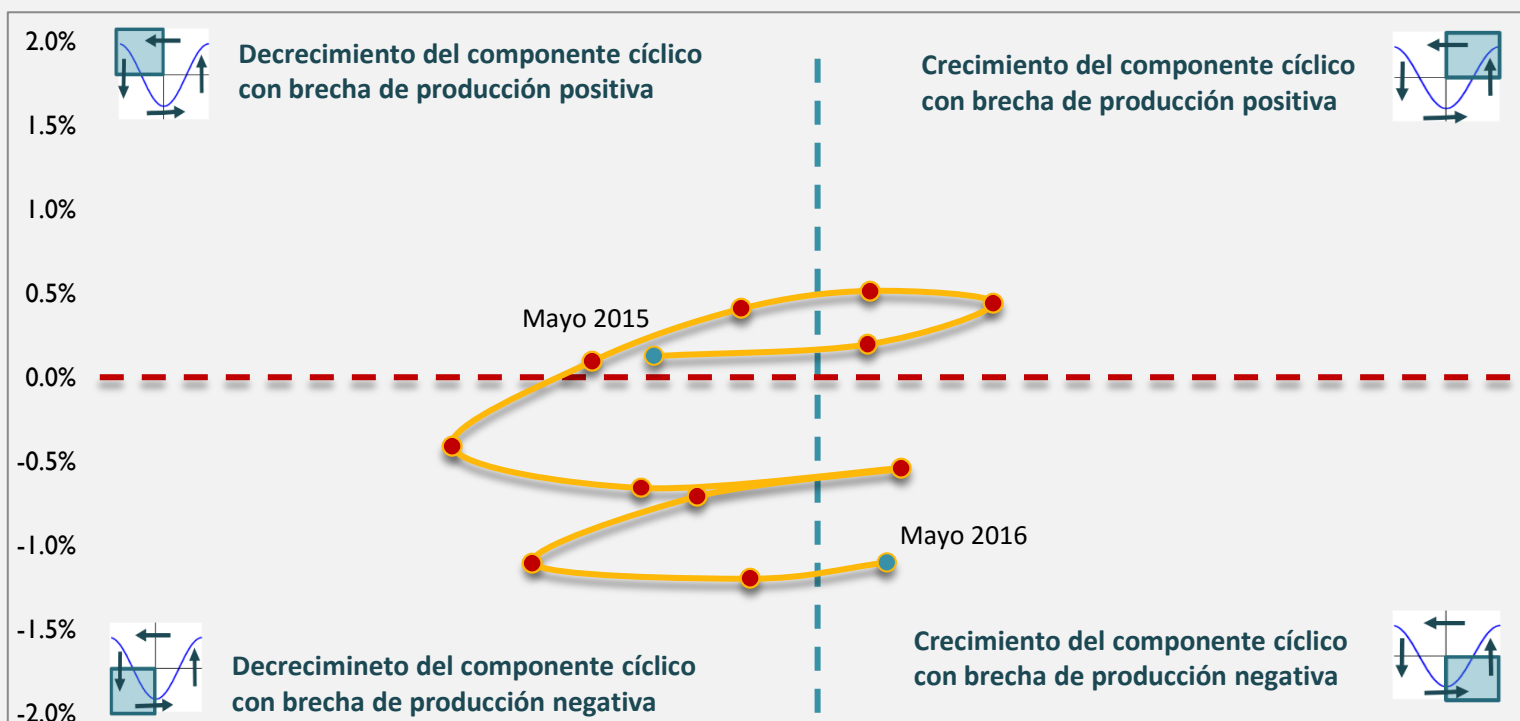 2.0%
Decrecimiento del componente cíclico
con brecha de producción positiva
Crecimiento del componente cíclico
con brecha de producción positiva
1.5%
1.0%
0.5%
Mayo 2015
0.0%
-0.5%
Mayo 2016
-1.0%
-1.5%
Decrecimineto del componente cíclico
con brecha de producción negativa
Crecimiento del componente cíclico
con brecha de producción negativa
-2.0%